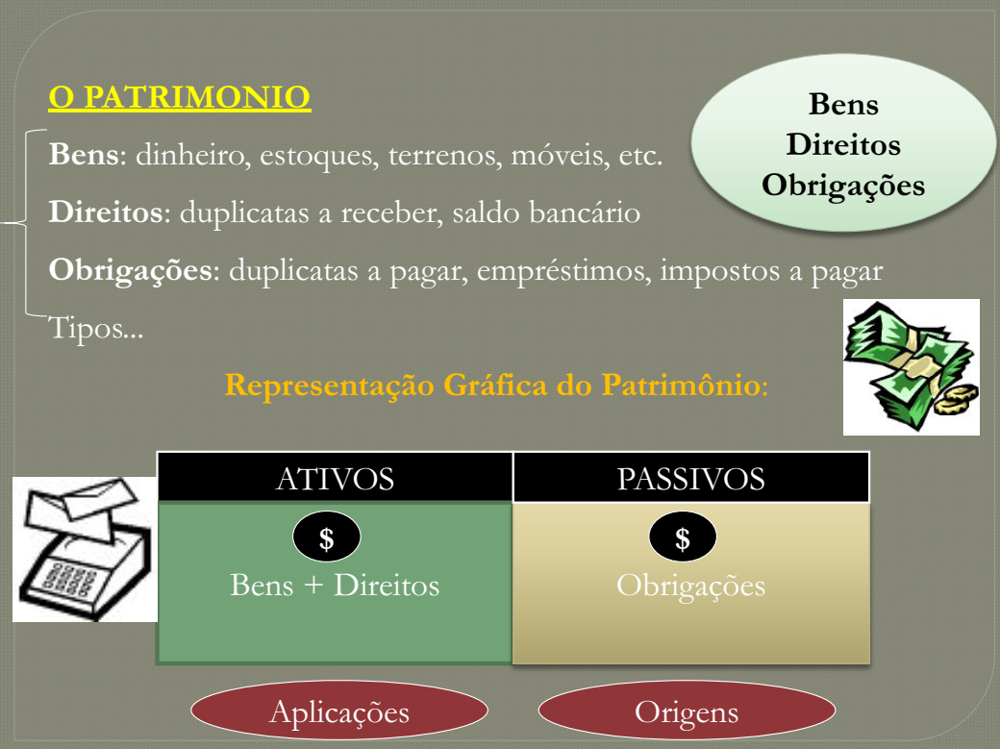 O PATRIMONIO
Bens
Direitos
Obrigações
Bens: dinheiro, estoques, terrenos, móveis, etc.
Direitos: duplicatas a receber, saldo bancário
Obrigações: duplicatas a pagar, empréstimos, impostos a pagar
Tipos...
Representação Gráfica do Patrimônio:
ATIVOS
PASSIVOS
$
$
Bens + Direitos
Obrigações
Aplicações
Origens